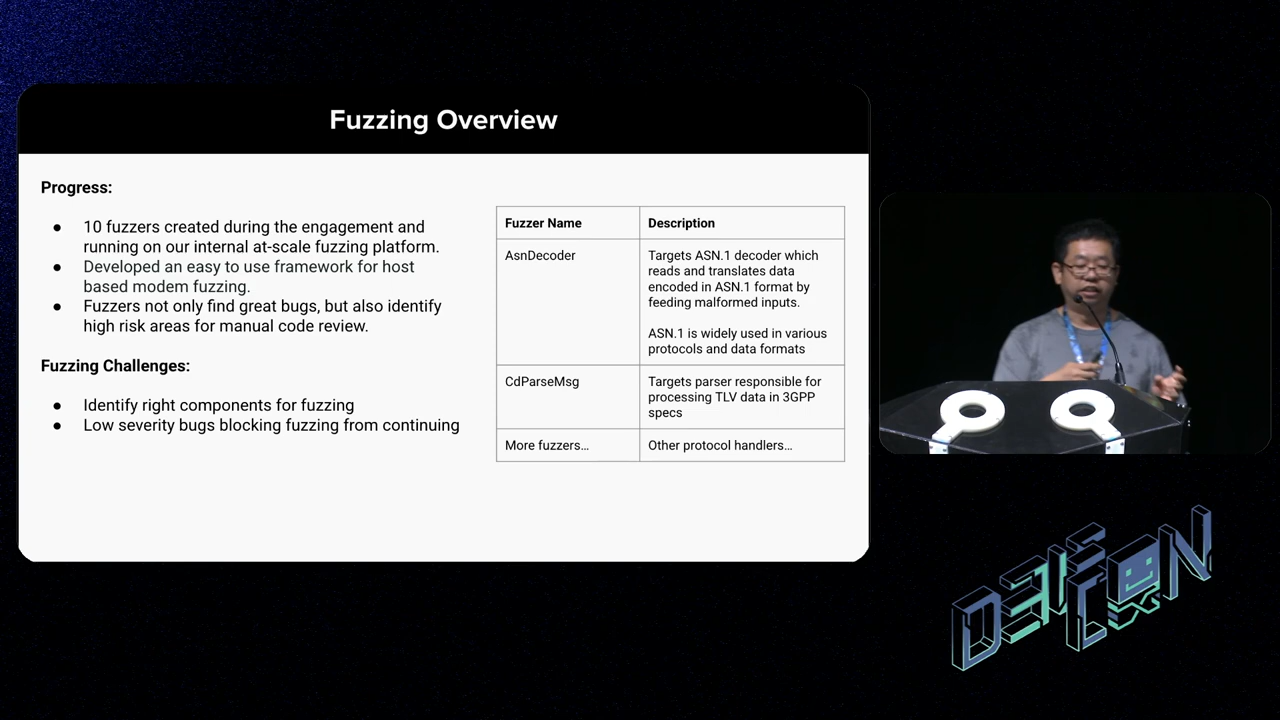 Fuzzing Overview
Progress:
● 10 fuzzers created during the engagement and
running on our internal at-scale fuzzing platform.
● Developed an easy to use framework for host
based modem fuzzing.
● Fuzzers not only find great bugs, but also identify
high risk areas for manual code review.
Fuzzing Challenges:
● Identify right components for fuzzing
● Low severity bugs blocking fuzzing from continuing
Fuzzer Name
Description
AsnDecoder
Targets ASN.1 decoder which
reads and translates data
encoded in ASN.1 format by
feeding malformed inputs.
ASN.1 is widely used in various
protocols and data formats
CdParseMsg
Targets parser responsible for
processing TLV data in 3GPP
specs
More fuzzers…
Other protocol handlers…
DEF
CON